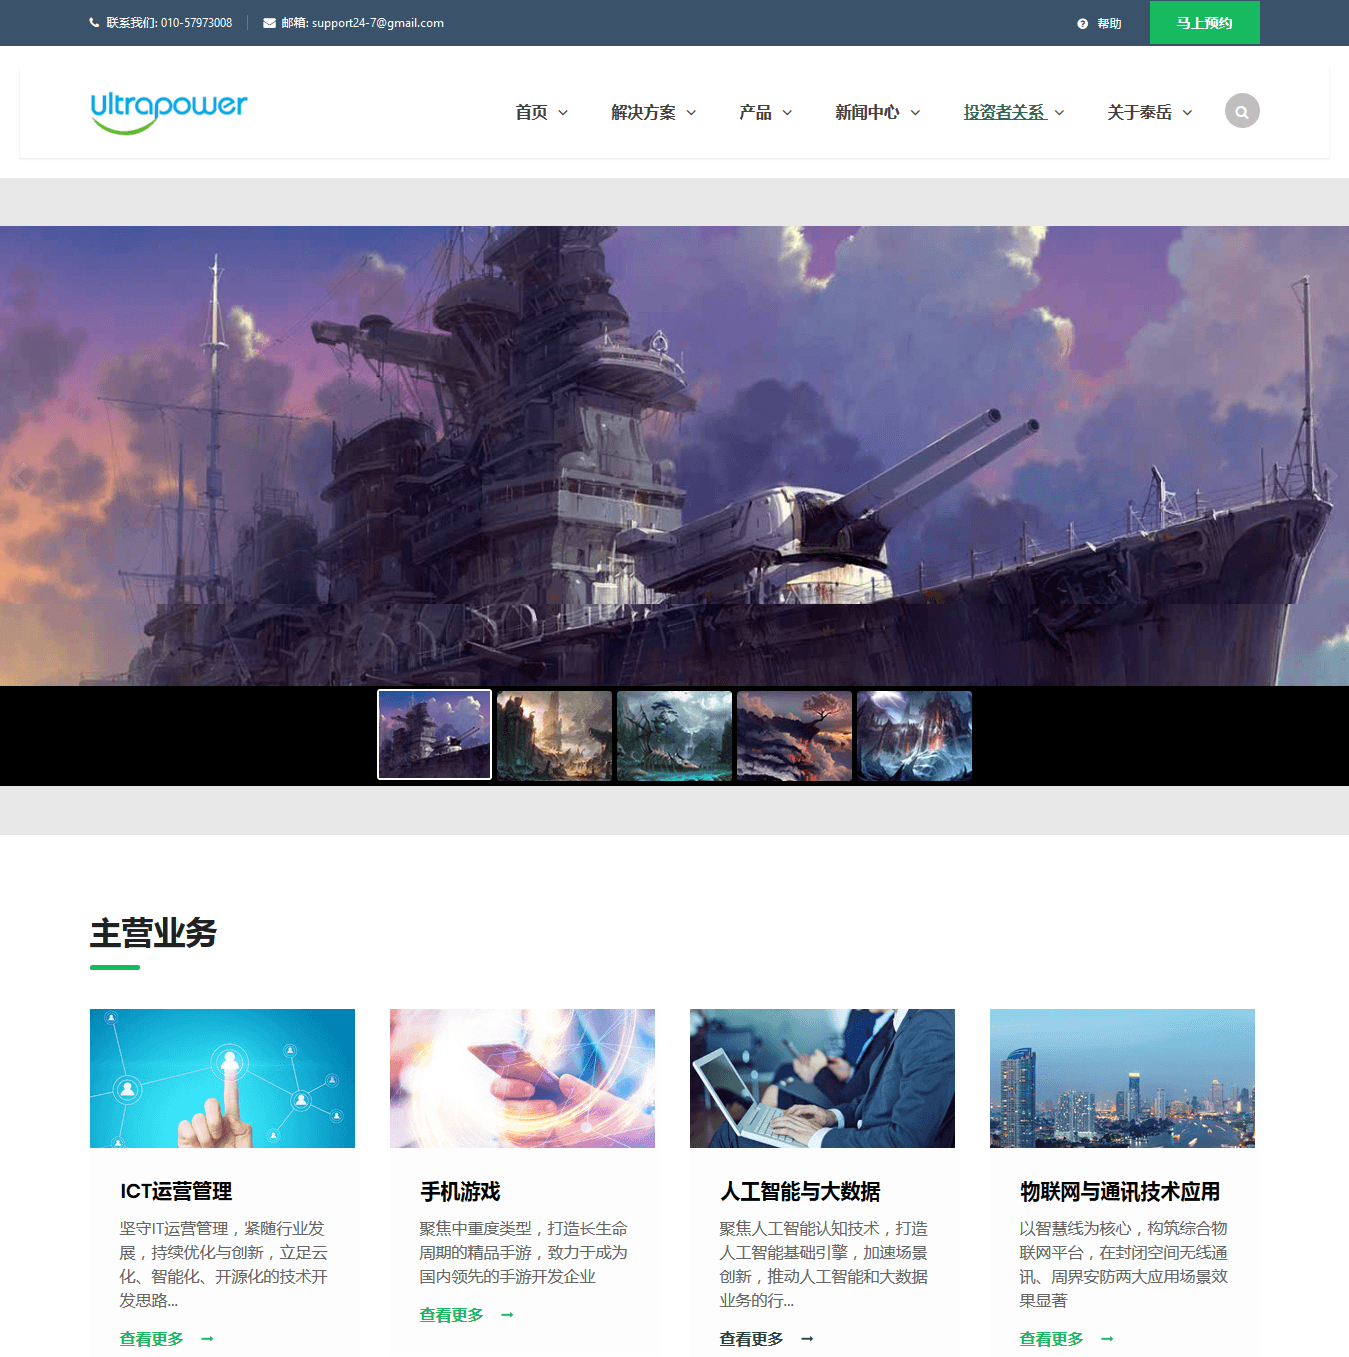 联系我们: 010-57973008
邮箱: support24-7@gmail.com
帮助
马上预约
ultrapower
首页
解决方案
产品
新闻中心
投资者关系
关于泰岳
主营业务
ICT运营管理
坚守IT运营管理，紧随行业发
展，持续优化与创新，立足云
化、智能化、开源化的技术开
发思路...
查看更多
手机游戏
聚焦中重度类型，打造长生命
周期的精品手游，致力于成为
国内领先的手游开发企业
查看更多
人工智能与大数据
聚焦人工智能认知技术，打造
人工智能基础引擎，加速场景
创新，推动人工智能和大数据
业务的行...
查看更多
物联网与通讯技术应用
以智慧线为核心，构筑综合物
联网平台，在封闭空间无线通
讯、周界安防两大应用场景效
果显著
查看更多